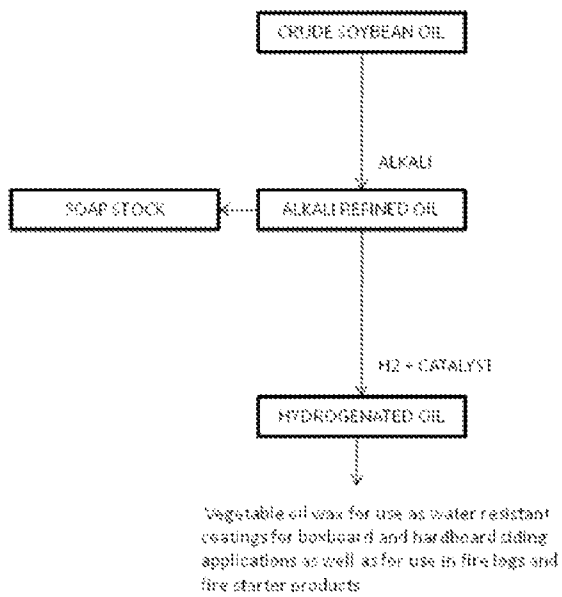 CRUDE SOYBEAN OIL
ALKALI
SOAP STOCK
ALKALI REFINED OIL
H2 + CATALYST
HYDROGENATED OIL
Vegetable oil wax for use as water resistant
coatings for boxboard and hardboard siding
applications as well as for use in fire logs and
fire starter products